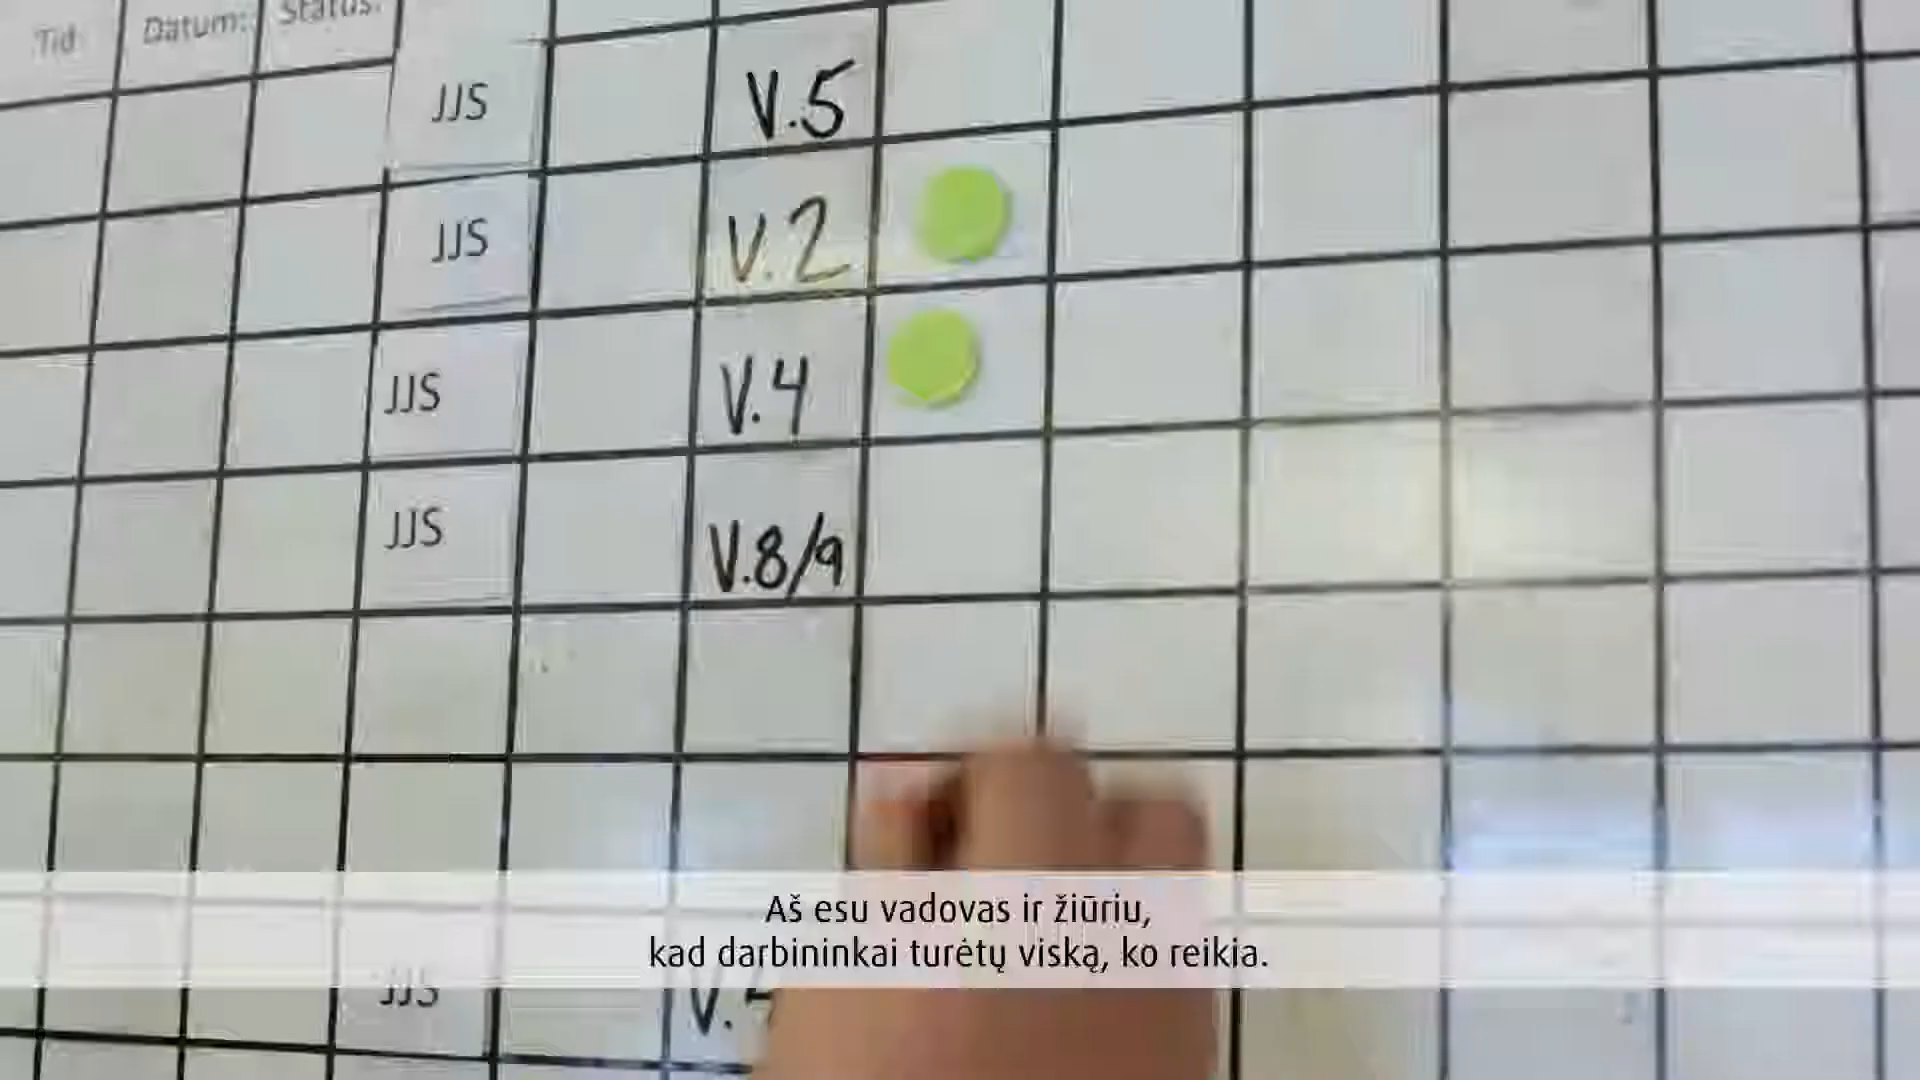 Tid:
Datum:
Status:
JJS
V.5
JJS
V.2
JJS
V.4
JJS
V.8/9
Aš esu vadovas ir žiūriu,
kad darbininkai turėtų viską, ko reikia.
JJS